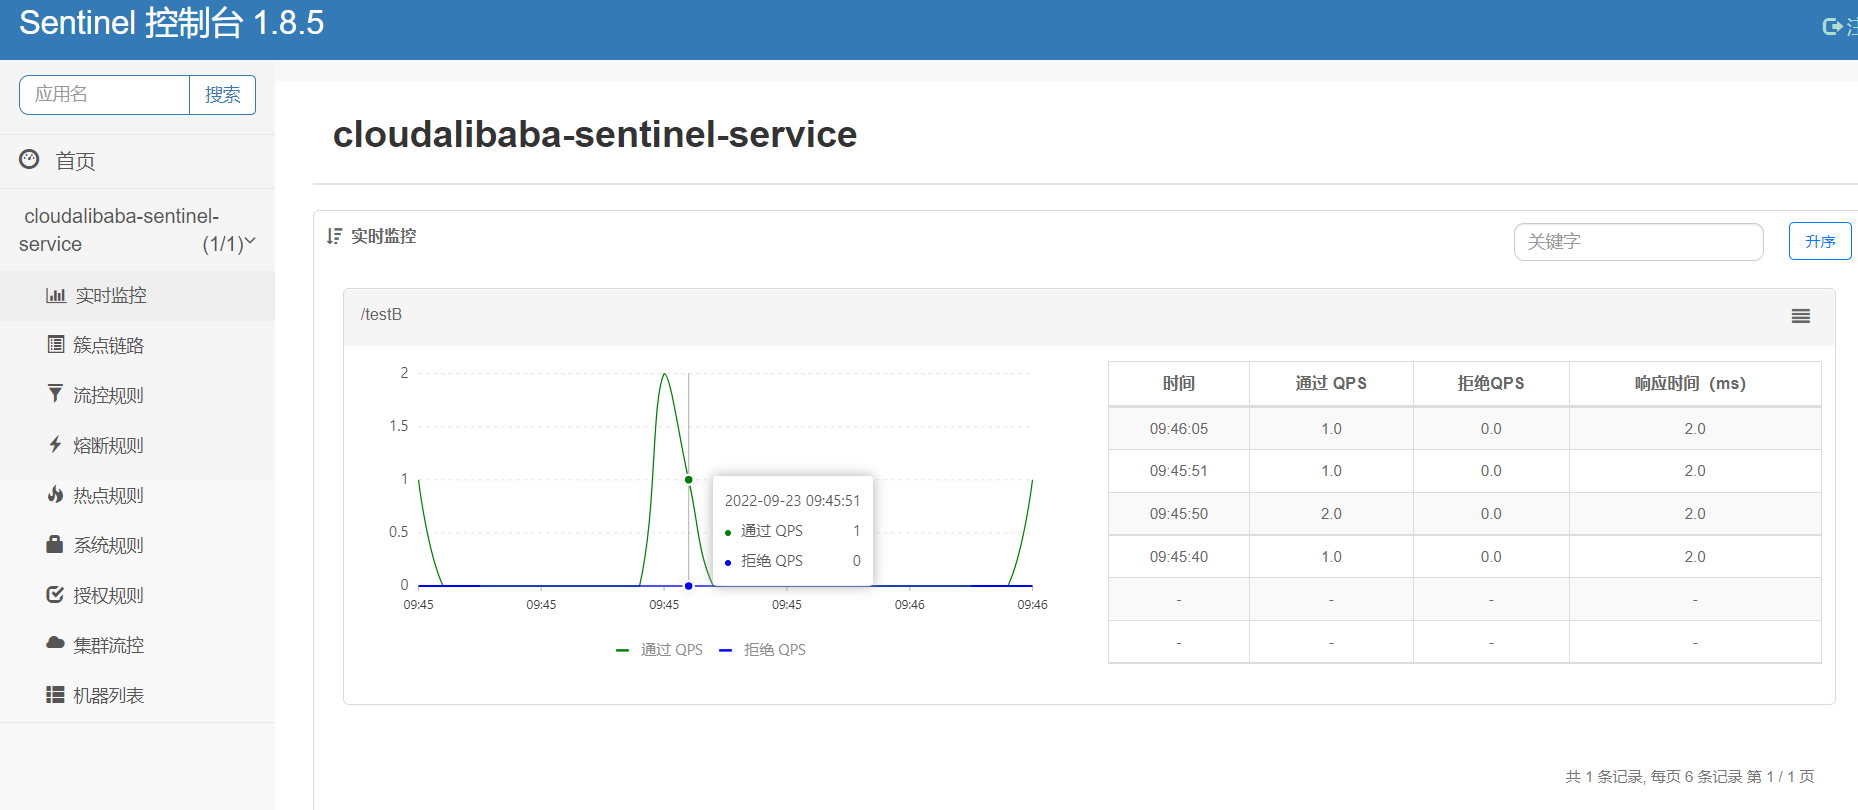 Sentinel 控制台 1.8.5
应用名
搜索
首页
cloudalibaba-sentinel-
service (1/1)
实时监控
簇点链路
流控规则
熔断规则
热点规则
系统规则
授权规则
集群流控
机器列表
cloudalibaba-sentinel-service
实时监控
关键字
升序
/testB
2
1.5
1
0.5
0
09:45 09:45 09:45 09:45 09:46 09:46
2022-09-23 09:45:51
通过 QPS 1
拒绝 QPS 0
通过 QPS 拒绝 QPS
时间 通过 QPS 拒绝QPS 响应时间（ms）
09:46:05 1.0 0.0 2.0
09:45:51 1.0 0.0 2.0
09:45:50 2.0 0.0 2.0
09:45:40 1.0 0.0 2.0
- - - -
- - - -
共 1 条记录, 每页 6 条记录 第 1 / 1 页